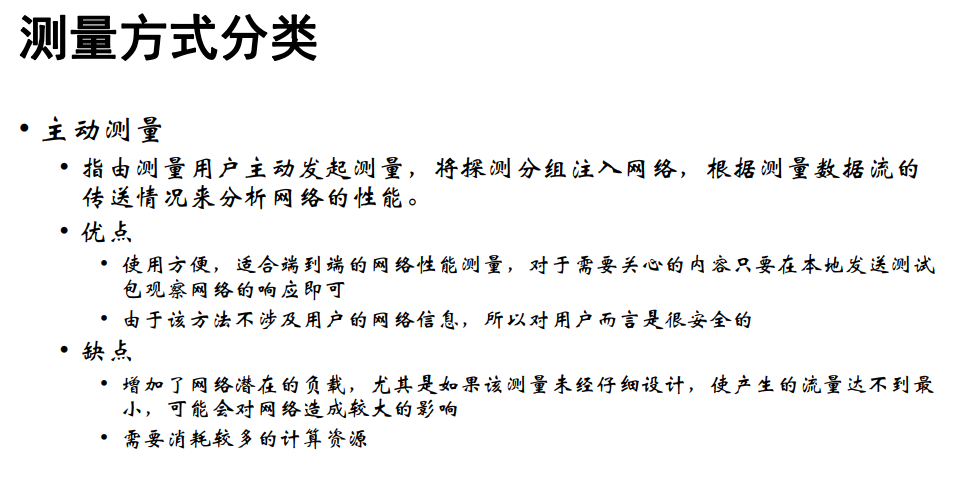 测量方式分类
• 主动测量
• 指由测量用户主动发起测量，将探测分组注入网络，根据测量数据流的
传送情况来分析网络的性能。
• 优点
• 使用方便，适合端到端的网络性能测量，对于需要关心的内容只要在本地发送测试
包观察网络的响应即可
• 由于该方法不涉及用户的网络信息，所以对用户而言是很安全的
• 缺点
• 增加了网络潜在的负载，尤其是如果该测量未经仔细设计，使产生的流量达不到最
小，可能会对网络造成较大的影响
• 需要消耗较多的计算资源